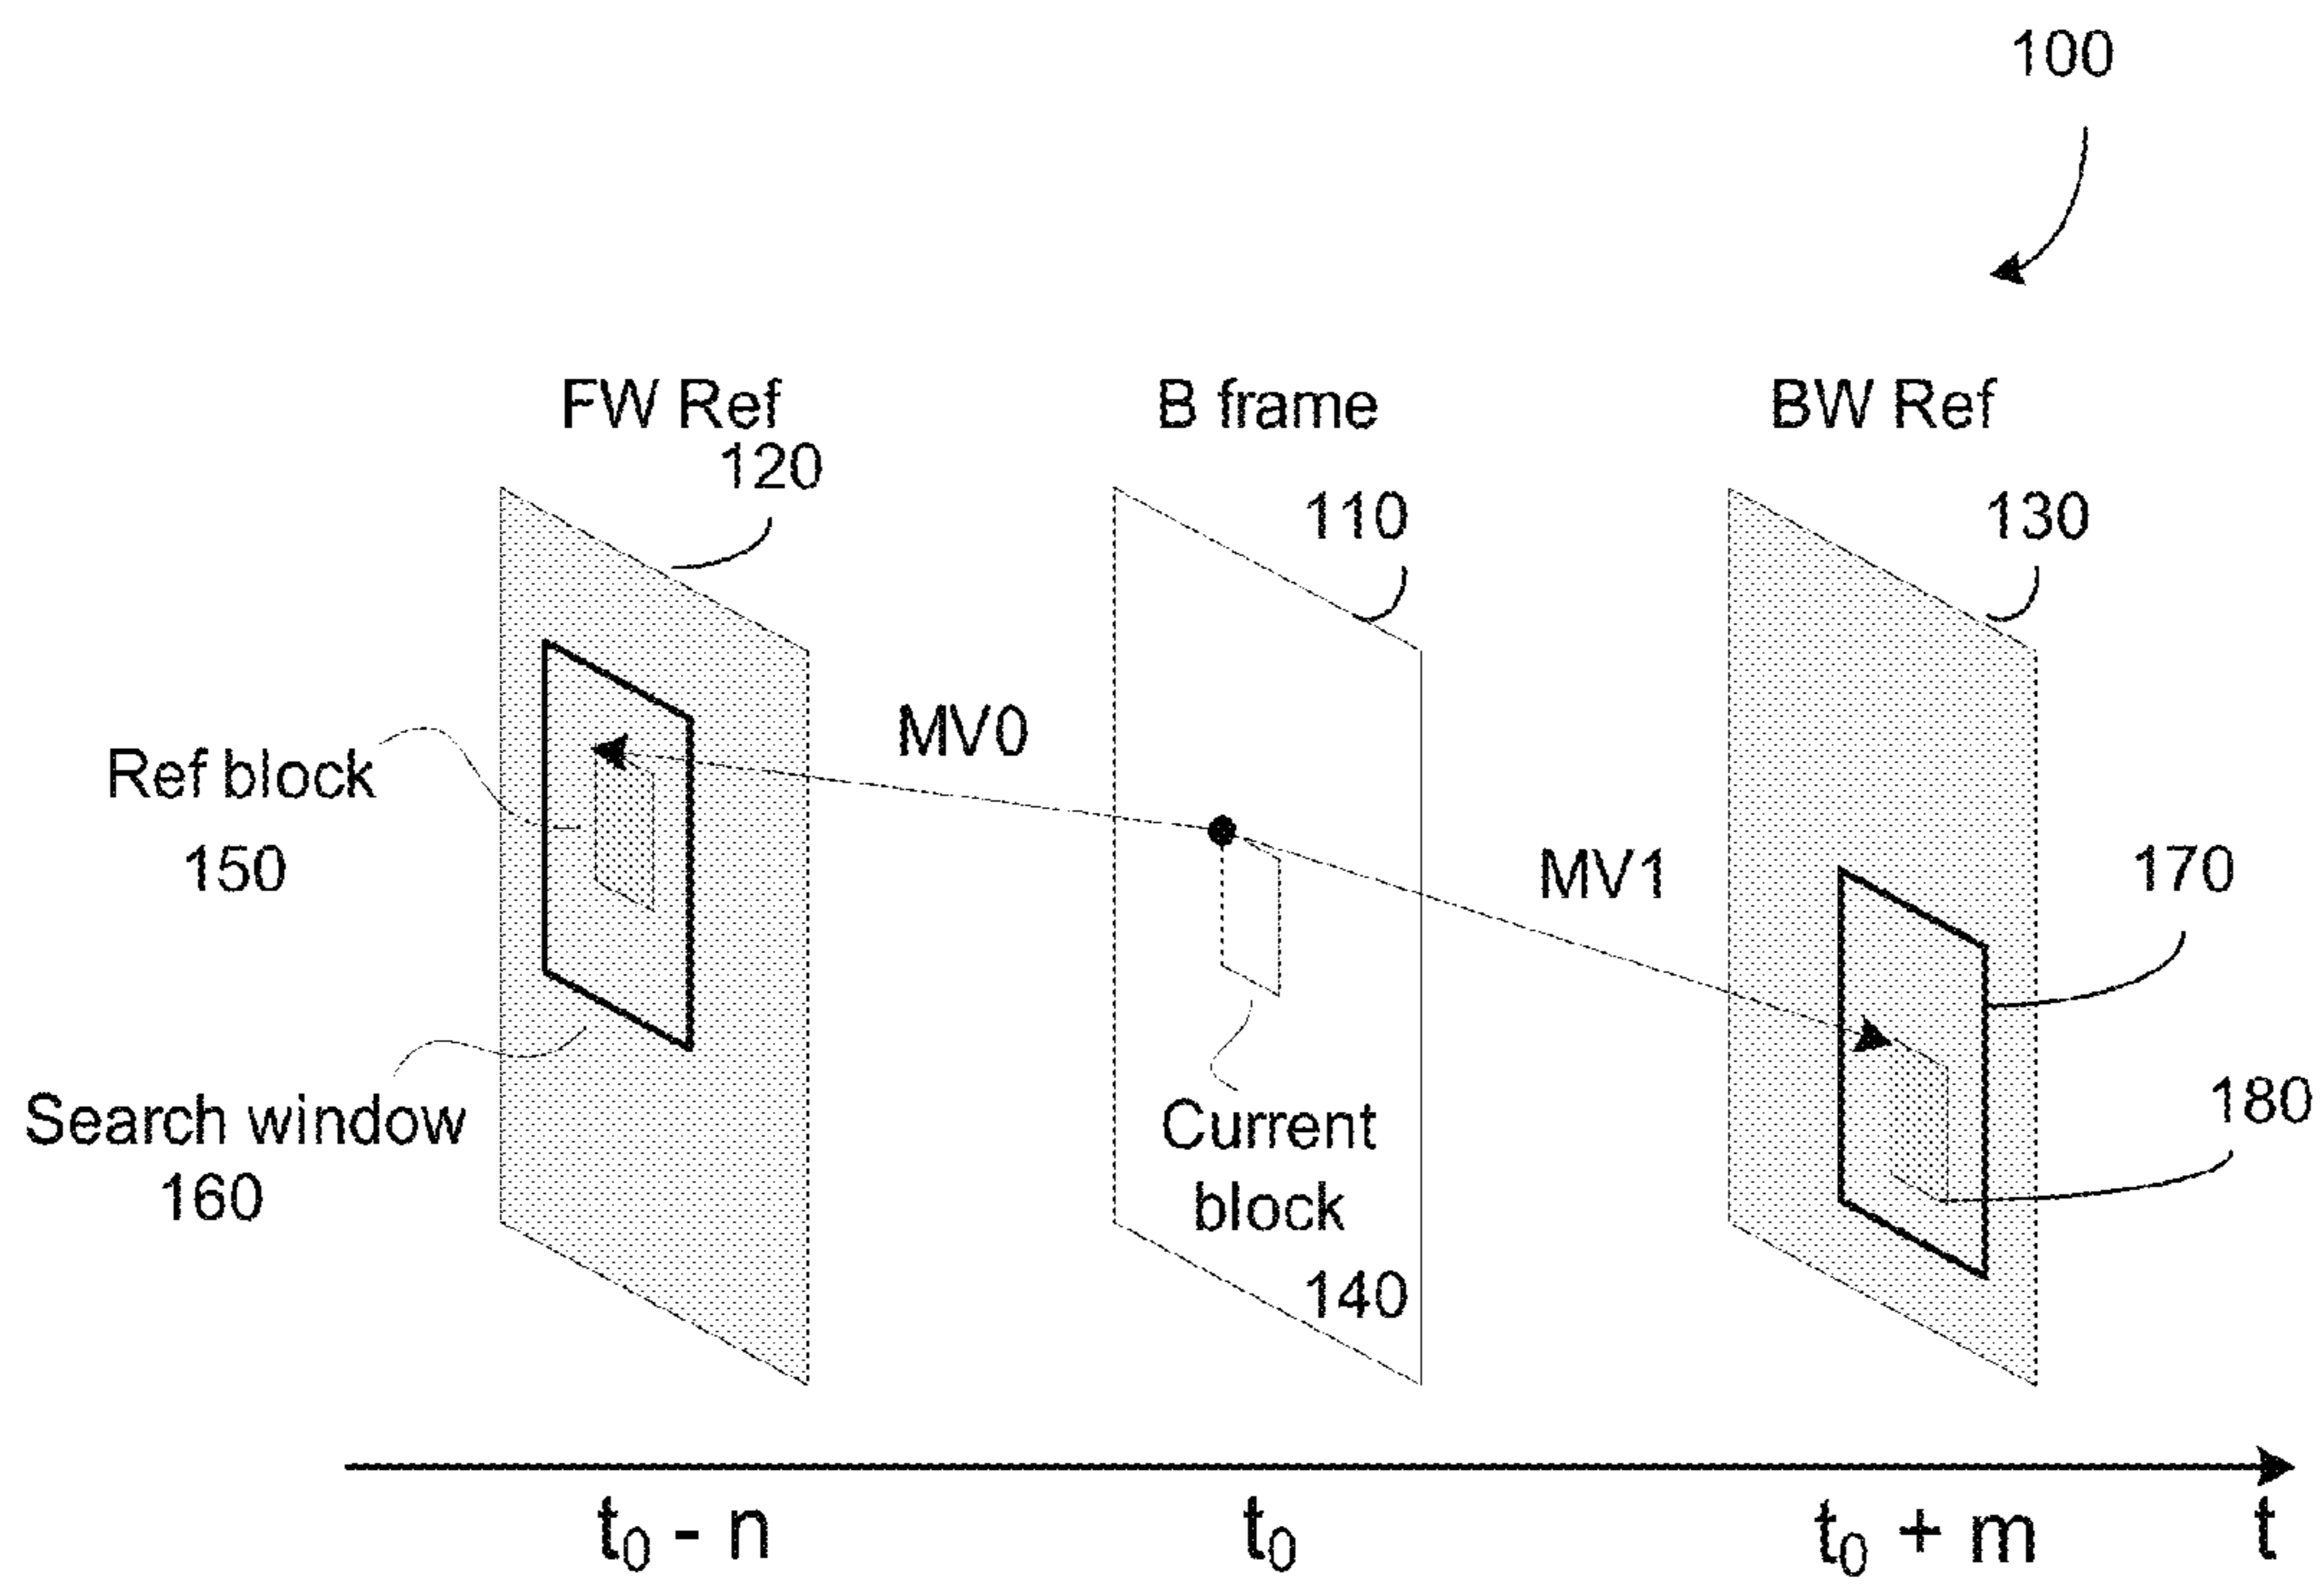 100
FW Ref
120
B frame
110
BW Ref
130
MV0
Ref block
150
MV1
170
Search window
160
Current
block
140
180
t₀ - n
t₀
t₀ + m
t